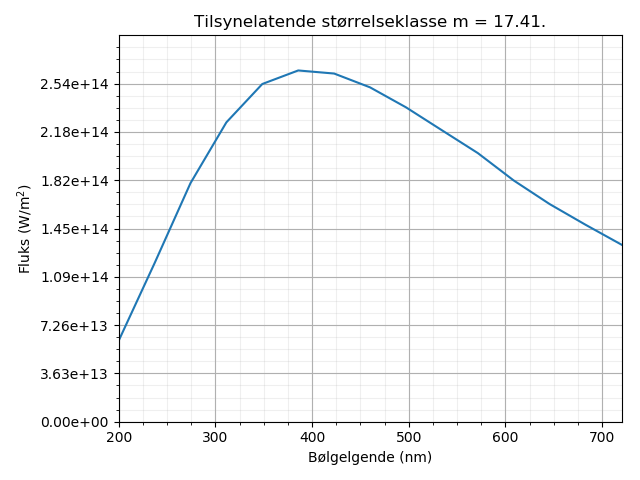 Tilsynelatende størrelseklasse m = 17.41.
2.54e+14
2.18e+14
1.82e+14
1.45e+14
1.09e+14
7.26e+13
3.63e+13
0.00e+00
Fluks (W/m²)
200 300 400 500 600 700
Bølgelgende (nm)